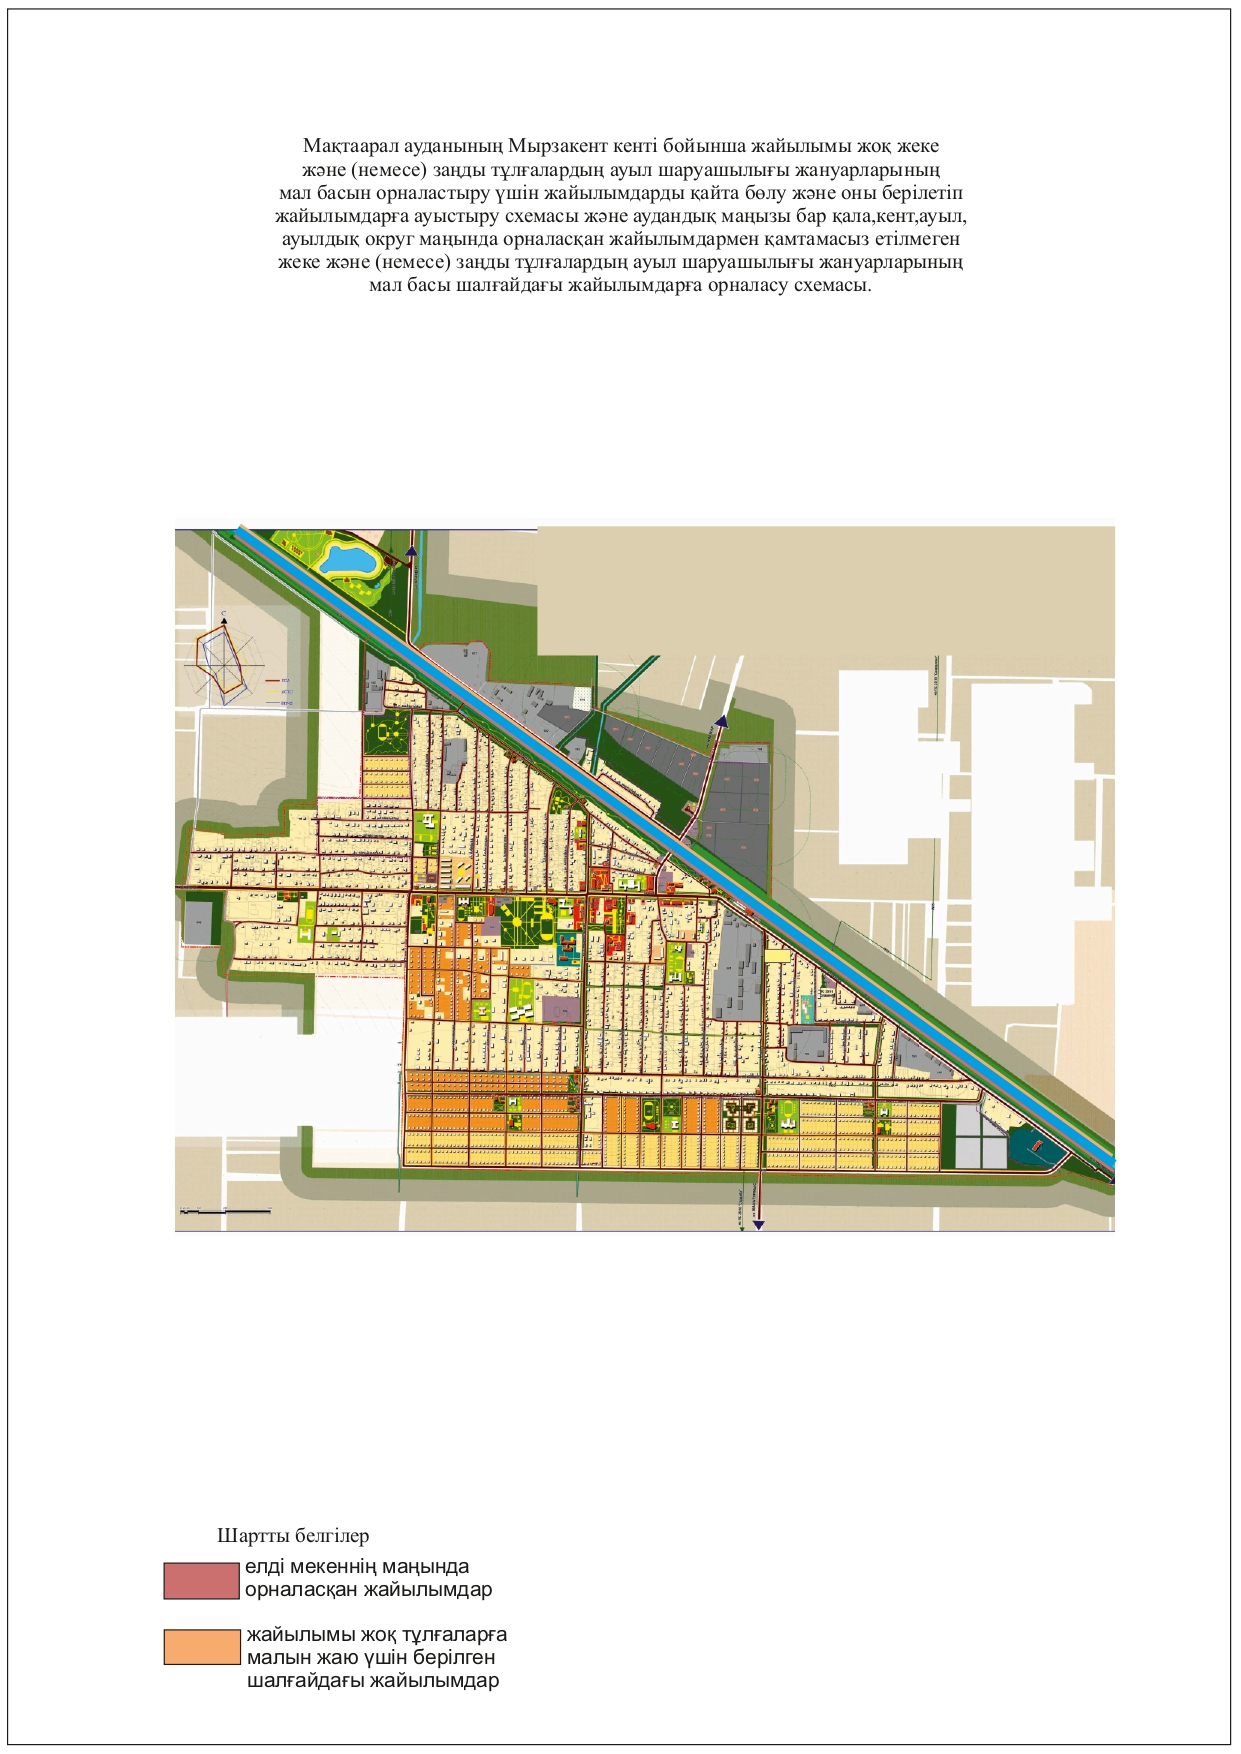 Мақтаарал ауданының Мырзакент кенті бойынша жайылымы жоқ жеке
және (немесе) заңды тұлғалардың ауыл шаруашылығы жануарларының
мал басын орналастыру үшін жайылымдарды қайта бөлу және оны берілетіп
жайылымдарға ауыстыру схемасы және аудандық маңызы бар қала,кент,ауыл,
ауылдық округ маңында орналасқан жайылымдармен қамтамасыз етілмеген
жеке және (немесе) заңды тұлғалардың ауыл шаруашылығы жануарларының
мал басы шалғайдағы жайылымдарға орналасу схемасы.
С
Шартты белгілер
елді мекеннің маңында
орналасқан жайылымдар
жайылымы жоқ тұлғаларға
малын жаю үшін берілген
шалғайдағы жайылымдар